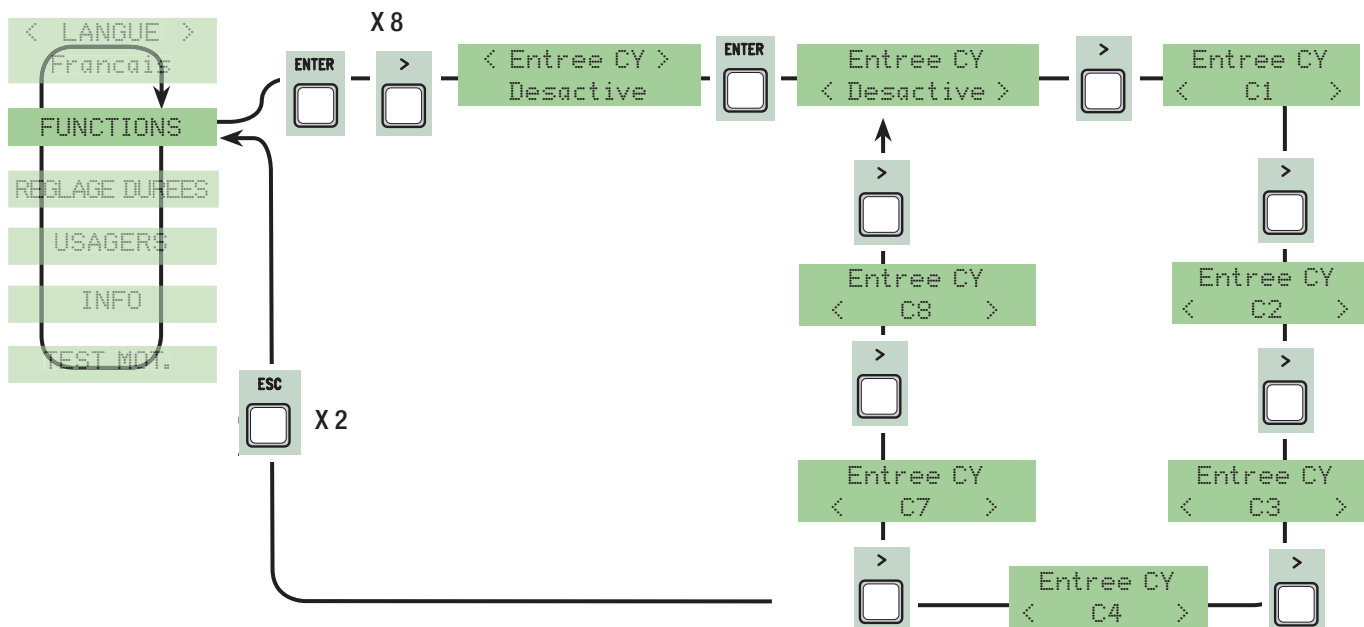 < LANGUE >
Francais
FUNCTIONS
REGLAGE DUREES
USAGERS
INFO
TEST MOT.
ENTER
X 8
>
< Entree CY >
Desactive
ENTER
Entree CY
< Desactive >
>
Entree CY
< C1 >
>
Entree CY
< C2 >
>
Entree CY
< C3 >
>
Entree CY
< C4 >
>
Entree CY
< C7 >
>
Entree CY
< C8 >
>
ESC
X 2